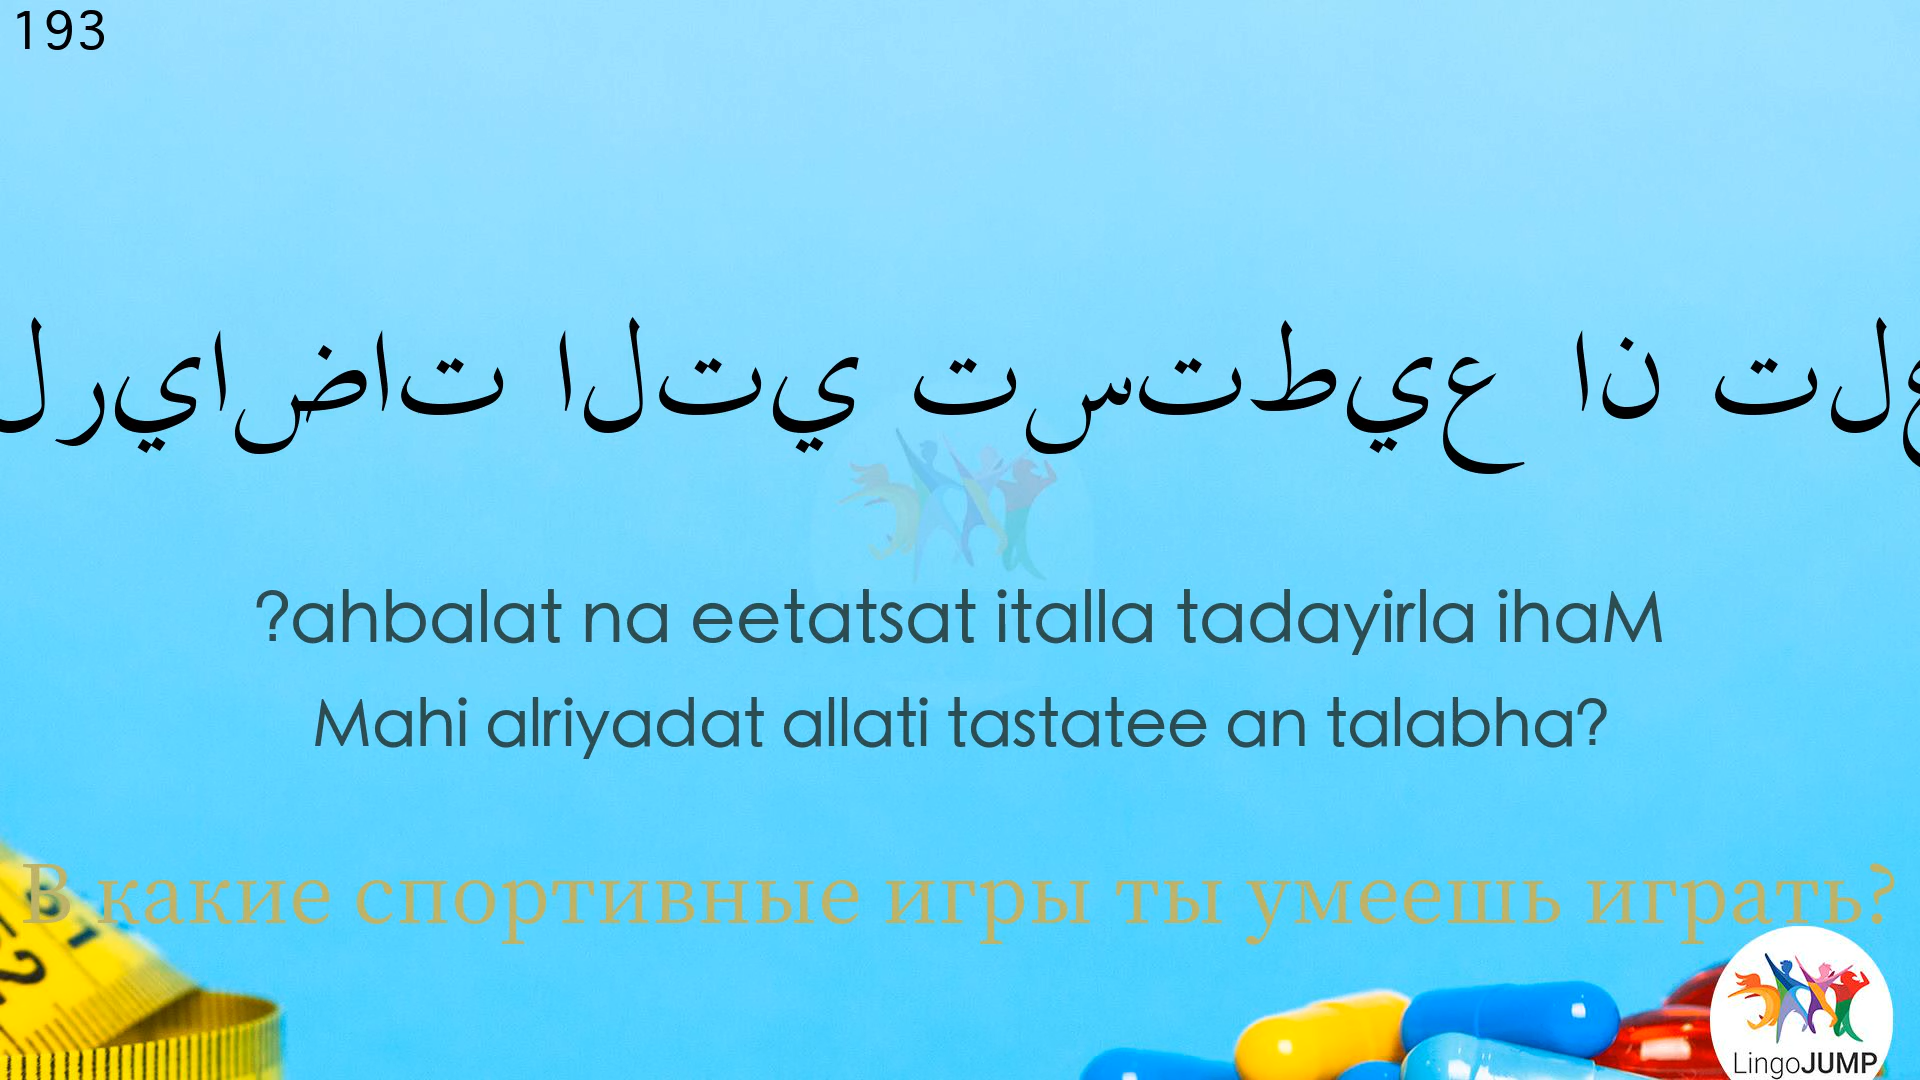 193
لرياضات التي تستطيع ان تلع
?ahbalat na eetatsat italla tadayirla ihaM
Mahi alriyadat allati tastatee an talabha?
В какие спортивные игры ты умеешь играть?
LingoJUMP